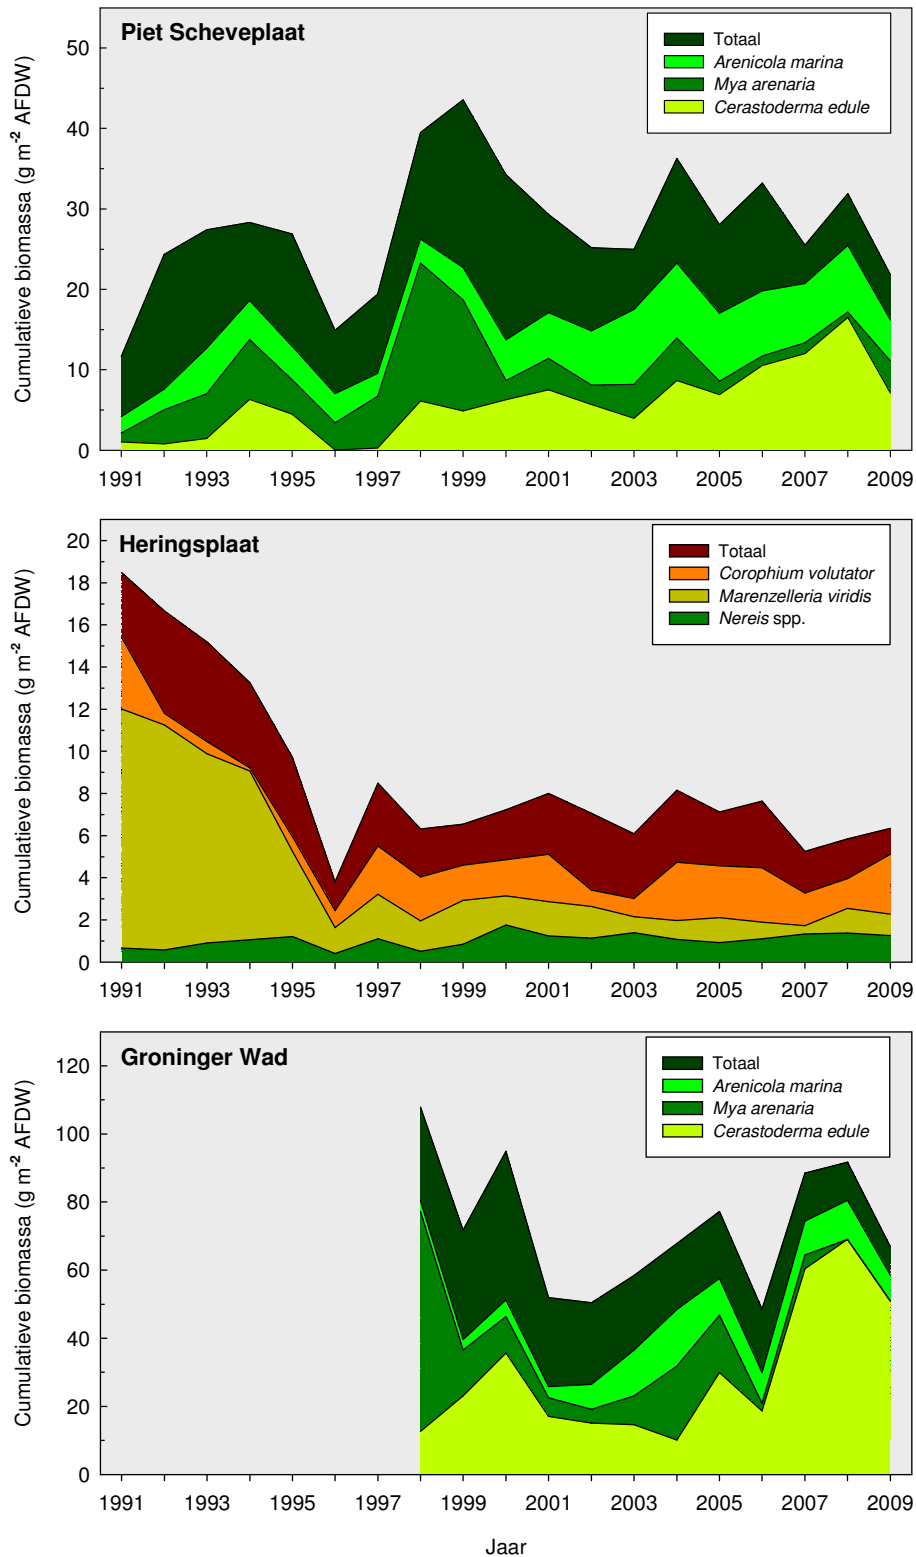 Piet Scheveplaat
Totaal
Arenicola marina
Mya arenaria
Cerastoderma edule
Cumulatieve biomassa (g m⁻² AFDW)
50
40
30
20
10
0
1991 1993 1995 1997 1999 2001 2003 2005 2007 2009
Heringsplaat
Totaal
Corophium volutator
Marenzelleria viridis
Nereis spp.
Cumulatieve biomassa (g m⁻² AFDW)
20
18
16
14
12
10
8
6
4
2
0
1991 1993 1995 1997 1999 2001 2003 2005 2007 2009
Groninger Wad
Totaal
Arenicola marina
Mya arenaria
Cerastoderma edule
Cumulatieve biomassa (g m⁻² AFDW)
120
100
80
60
40
20
0
1991 1993 1995 1997 1999 2001 2003 2005 2007 2009
Jaar